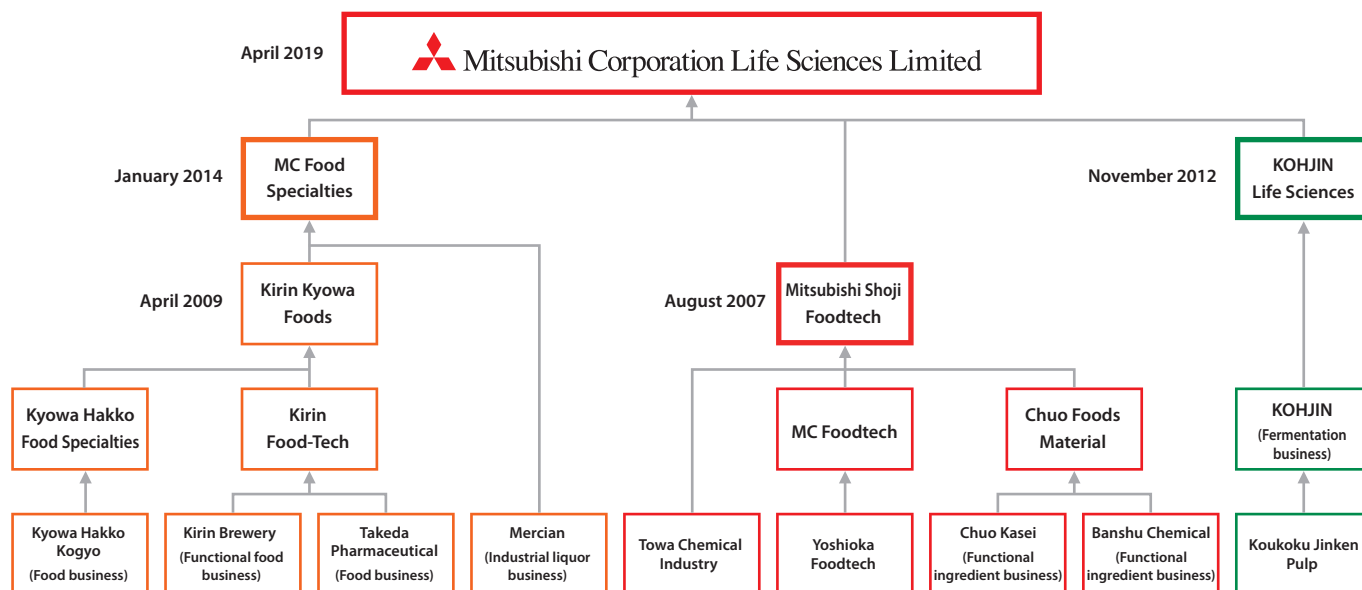 April 2019
Mitsubishi Corporation Life Sciences Limited
January 2014
MC Food
Specialties
November 2012
KOHJIN
Life Sciences
April 2009
Kirin Kyowa
Foods
August 2007
Mitsubishi Shoji
Foodtech
Kyowa Hakko
Food Specialties
Kirin
Food-Tech
MC Foodtech
Chuo Foods
Material
KOHJIN
(Fermentation
business)
Kyowa Hakko
Kogyo
(Food business)
Kirin Brewery
(Functional food
business)
Takeda
Pharmaceutical
(Food business)
Mercian
(Industrial liquor
business)
Towa Chemical
Industry
Yoshioka
Foodtech
Chuo Kasei
(Functional
ingredient business)
Banshu Chemical
(Functional
ingredient business)
Koukoku Jinken
Pulp